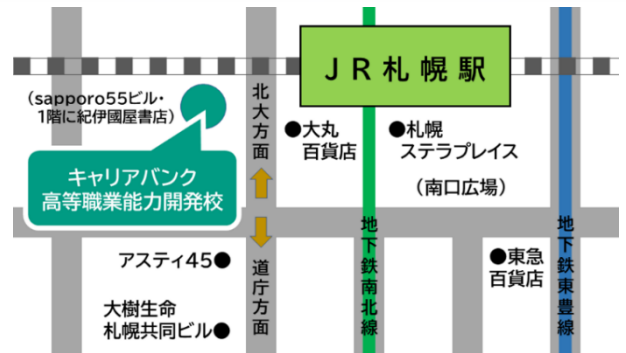 JR札幌駅
(sapporo55ビル・
1階に紀伊國屋書店)
北大方面
●大丸
百貨店
●札幌
ステラプレイス
(南口広場)
キャリアバンク
高等職業能力開発校
アスティ45●
道庁方面
地下鉄南北線
●東急
百貨店
地下鉄東豊線
大樹生命
札幌共同ビル●